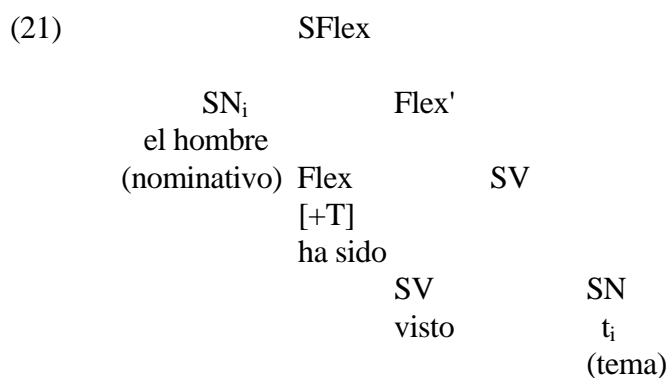 (21) SFlex
SNi Flex'
el hombre
(nominativo) Flex SV
[+T]
ha sido
SV SN
visto ti
(tema)